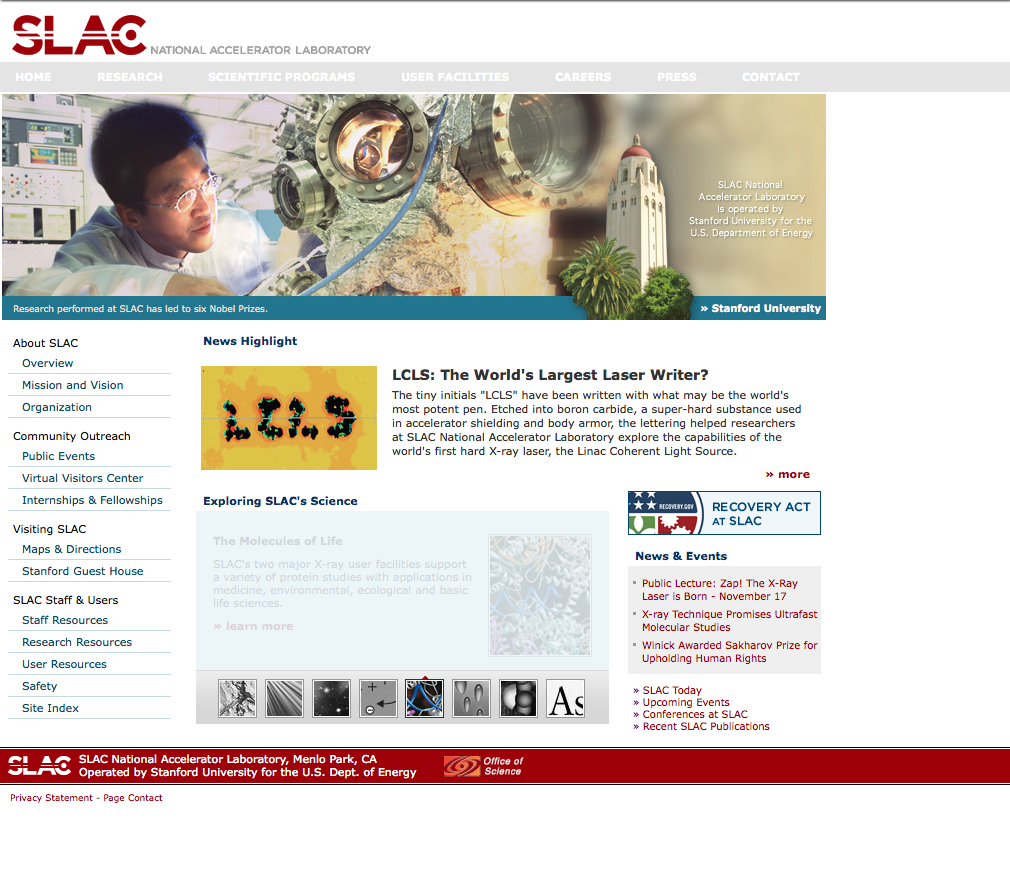 SLAC NATIONAL ACCELERATOR LABORATORY
HOME RESEARCH SCIENTIFIC PROGRAMS USER FACILITIES CAREERS PRESS CONTACT
SLAC National
Accelerator Laboratory
is operated by
Stanford University for the
U.S. Department of Energy
Research performed at SLAC has led to six Nobel Prizes.
» Stanford University
About SLAC
Overview
Mission and Vision
Organization
Community Outreach
Public Events
Virtual Visitors Center
Internships & Fellowships
Visiting SLAC
Maps & Directions
Stanford Guest House
SLAC Staff & Users
Staff Resources
Research Resources
User Resources
Safety
Site Index
News Highlight
LCLS
LCLS: The World's Largest Laser Writer?
The tiny initials "LCLS" have been written with what may be the world's
most potent pen. Etched into boron carbide, a super-hard substance used
in accelerator shielding and body armor, the lettering helped researchers
at SLAC National Accelerator Laboratory explore the capabilities of the
world's first hard X-ray laser, the Linac Coherent Light Source.
» more
Exploring SLAC's Science
The Molecules of Life
SLAC's two major X-ray user facilities support
a variety of protein studies with applications in
medicine, environmental, ecological and basic
life sciences.
» learn more
As
RECOVERY.GOV
RECOVERY ACT
AT SLAC
News & Events
Public Lecture: Zap! The X-Ray
Laser is Born - November 17
X-ray Technique Promises Ultrafast
Molecular Studies
Winick Awarded Sakharov Prize for
Upholding Human Rights
» SLAC Today
» Upcoming Events
» Conferences at SLAC
» Recent SLAC Publications
SLAC
SLAC National Accelerator Laboratory, Menlo Park, CA
Operated by Stanford University for the U.S. Dept. of Energy
Office of
Science
Privacy Statement - Page Contact